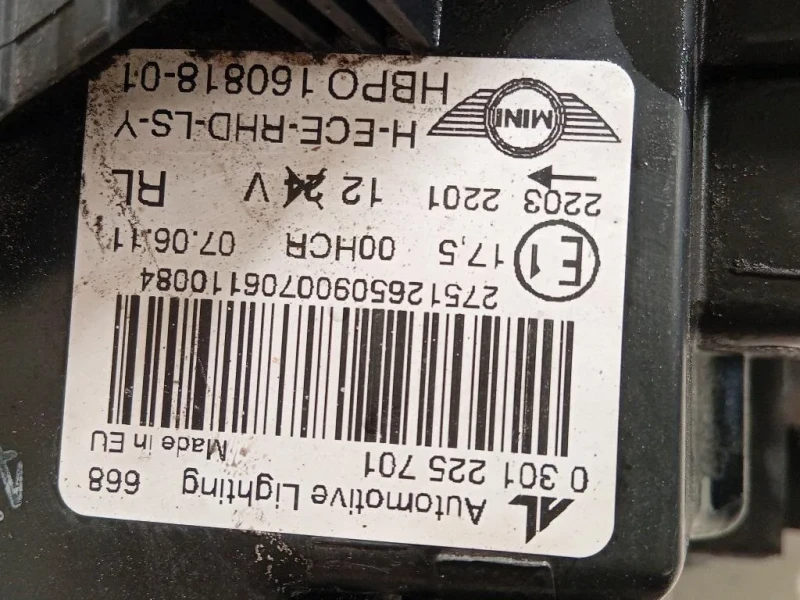 AL Automotive Lighting 668
0 301 225 701 Made in EU
27512650900706110084
E1 17,5 00HCR 07.06.11
2203 2201 12 24 V RL
MINI H-ECE-RHD-LS-Y
HBPO 160818-01